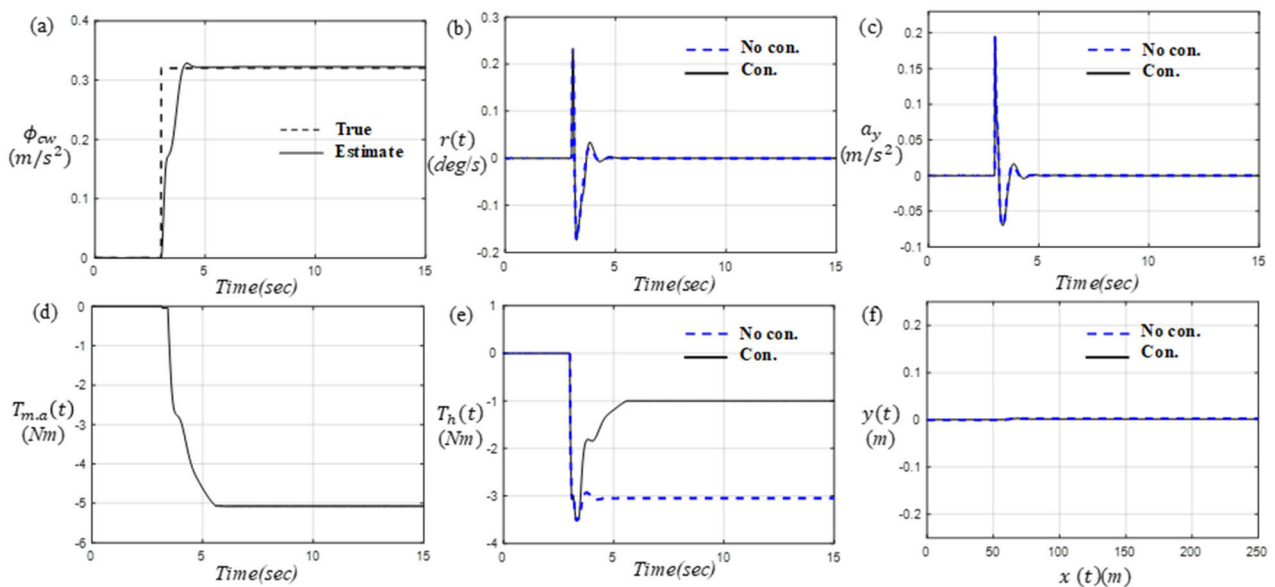 (a)
0.4
0.3
0.2
0.1
0
ϕcw
(m/s²)
True
Estimate
0 5 10 15
Time(sec)
(b)
0.3
0.2
0.1
0
-0.1
-0.2
r(t)
(deg/s)
No con.
Con.
0 5 10 15
Time(sec)
(c)
0.2
0.15
0.1
0.05
0
-0.05
-0.1
ay
m/s²)
No con.
Con.
0 5 10 15
Time(sec)
(d)
0
-1
-2
-3
-4
-5
-6
Tm.a(t)
(Nm)
0 5 10 15
Time(sec)
(e)
1
0
-1
-2
-3
-4
Th(t)
(Nm)
No con.
Con.
0 5 10 15
Time(sec)
(f)
0.2
0.1
0
-0.1
-0.2
y(t)
(m)
No con.
Con.
0 50 100 150 200 250
x (t)(m)